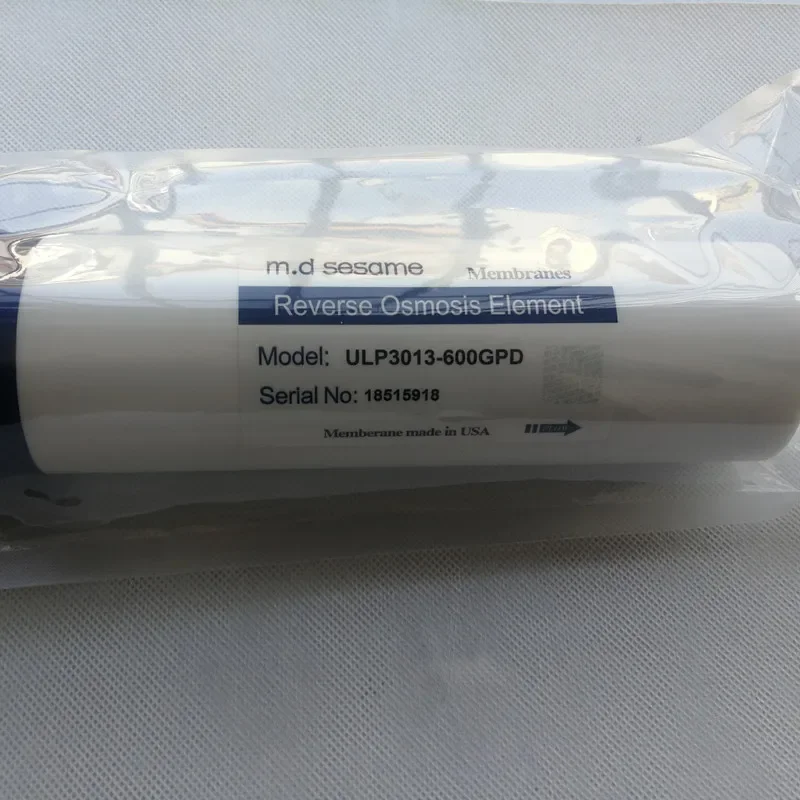 m.d sesame Membranes
Reverse Osmosis Element
Model: ULP3013-600GPD
Serial No: 18515918
Memberane made in USA